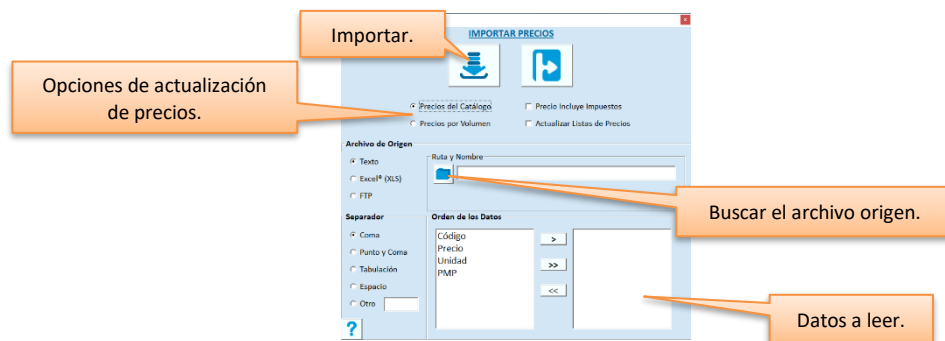 Importar.
IMPORTAR PRECIOS
Opciones de actualización
de precios.
Precios del Catálogo
Precio Incluye Impuestos
Precios por Volumen
Actualizar Listas de Precios
Archivo de Origen
Texto
Ruta y Nombre
Excel® (XLS)
FTP
Buscar el archivo origen.
Separador
Orden de los Datos
Coma
Código
>
Punto y Coma
Precio
Unidad
Tabulación
PMP
>>
Espacio
<<
Otro
Datos a leer.
?